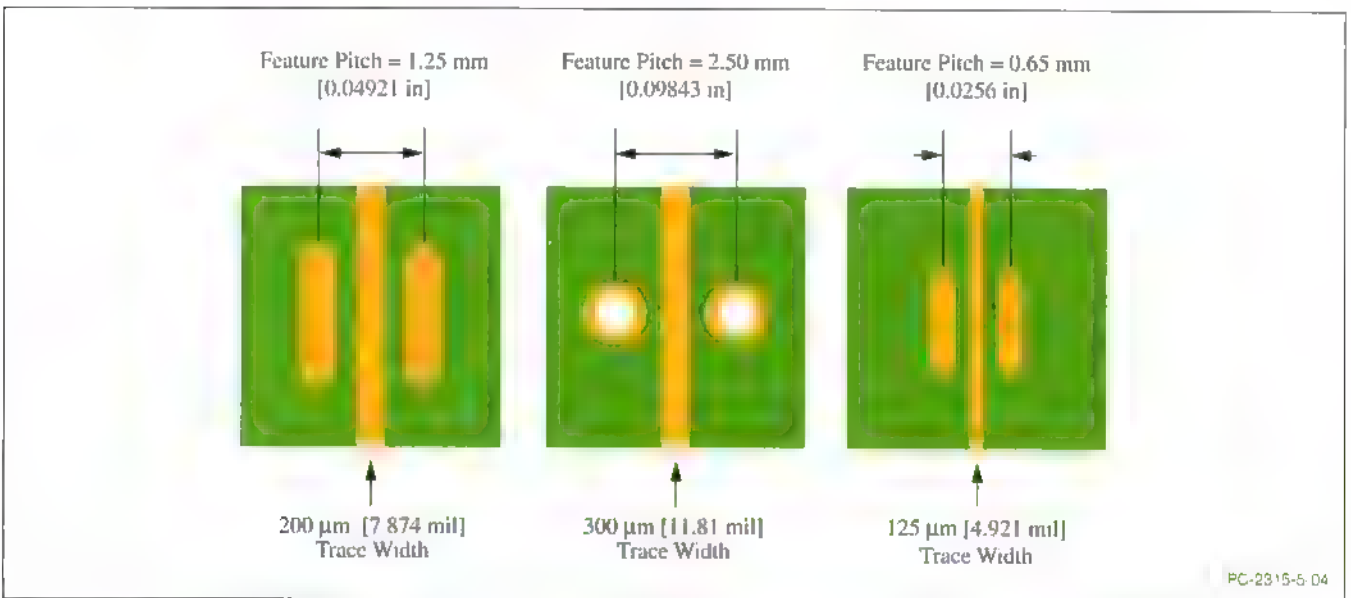 Feature Pitch = 1.25 mm
[0.04921 in]
Feature Pitch = 2.50 mm
[0.09843 in]
Feature Pitch = 0.65 mm
[0.0256 in]
200 µm [7.874 mil]
Trace Width
300 µm [11.81 mil]
Trace Width
125 µm [4.921 mil]
Trace Width
PC-2315-5-04